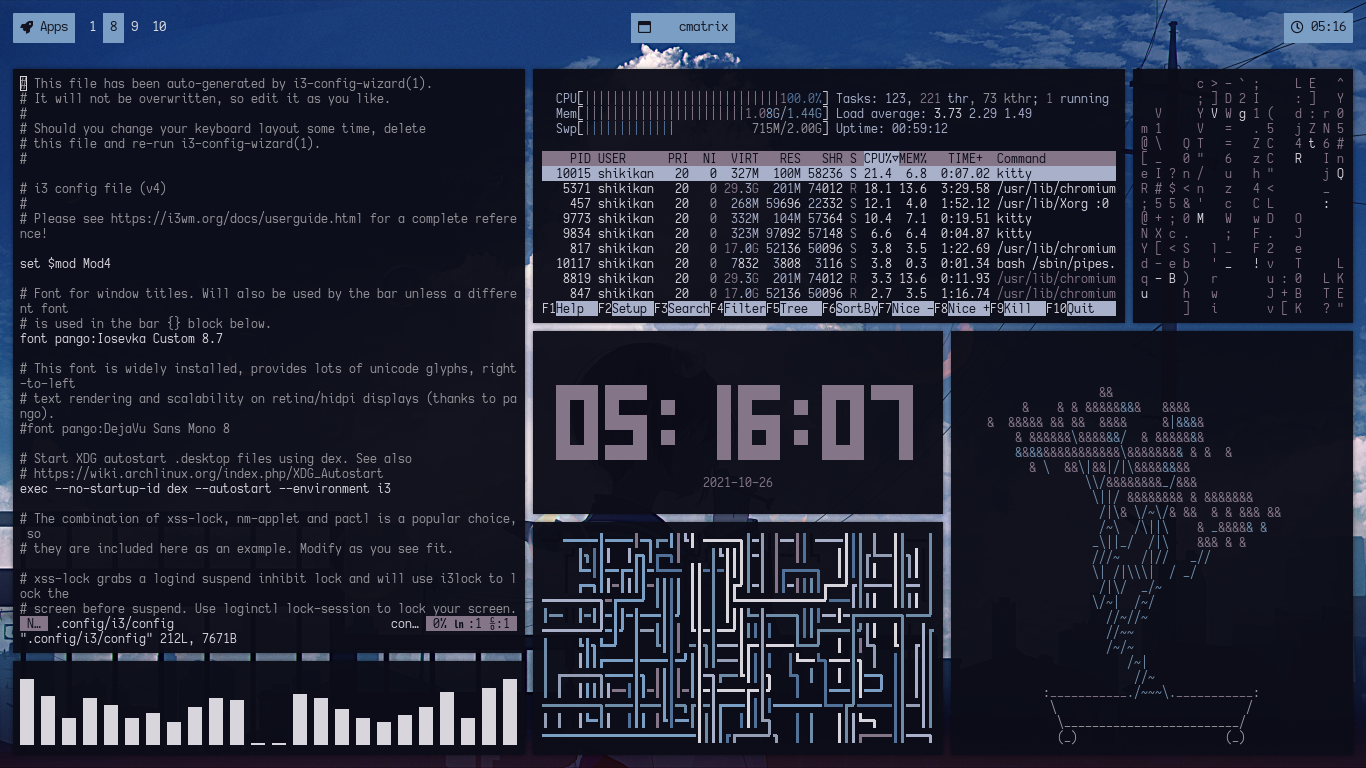 Apps 1 8 9 10
cmatrix
05:16
# This file has been auto-generated by i3-config-wizard(1).
# It will not be overwritten, so edit it as you like.
#
# Should you change your keyboard layout some time, delete
# this file and re-run i3-config-wizard(1).
#
# i3 config file (v4)
#
# Please see https://i3wm.org/docs/userguide.html for a complete refere
nce!
set $mod Mod4
# Font for window titles. Will also be used by the bar unless a differe
nt font
# is used in the bar {} block below.
font pango:Iosevka Custom 8.7
# This font is widely installed, provides lots of unicode glyphs, right
-to-left
# text rendering and scalability on retina/hidpi displays (thanks to pa
ngo).
#font pango:DejaVu Sans Mono 8
# Start XDG autostart .desktop files using dex. See also
# https://wiki.archlinux.org/index.php/XDG_Autostart
exec --no-startup-id dex --autostart --environment i3
# The combination of xss-lock, nm-applet and pactl is a popular choice,
so
# they are included here as an example. Modify as you see fit.
# xss-lock grabs a logind suspend inhibit lock and will use i3lock to l
ock the
# screen before suspend. Use loginctl lock-session to lock your screen.
N… .config/i3/config con… 0% ln :1 :1
".config/i3/config" 212L, 7671B
CPU[100.0%] Tasks: 123, 221 thr, 73 kthr; 1 running
Mem[1.08G/1.44G] Load average: 3.73 2.29 1.49
Swp[715M/2.00G] Uptime: 00:59:12
PID USER PRI NI VIRT RES SHR S CPU%▽MEM% TIME+ Command
10015 shikikan 20 0 327M 100M 58236 S 21.4 6.8 0:07.02 kitty
5371 shikikan 20 0 29.3G 201M 74012 R 18.1 13.6 3:29.58 /usr/lib/chromium
457 shikikan 20 0 268M 59696 22332 S 12.1 4.0 1:52.12 /usr/lib/Xorg :0
9773 shikikan 20 0 332M 104M 57364 S 10.4 7.1 0:19.51 kitty
9834 shikikan 20 0 323M 97092 57148 S 6.6 6.4 0:04.87 kitty
817 shikikan 20 0 17.0G 52136 50096 S 3.8 3.5 1:22.69 /usr/lib/chromium
10117 shikikan 20 0 7832 3808 3116 S 3.8 0.3 0:01.34 bash /sbin/pipes.
8819 shikikan 20 0 29.3G 201M 74012 R 3.3 13.6 0:11.93 /usr/lib/chromium
847 shikikan 20 0 17.0G 52136 50096 R 2.7 3.5 1:16.74 /usr/lib/chromium
F1Help F2Setup F3SearchF4FilterF5Tree F6SortByF7Nice -F8Nice +F9Kill F10Quit
05:16:07
2021-10-26